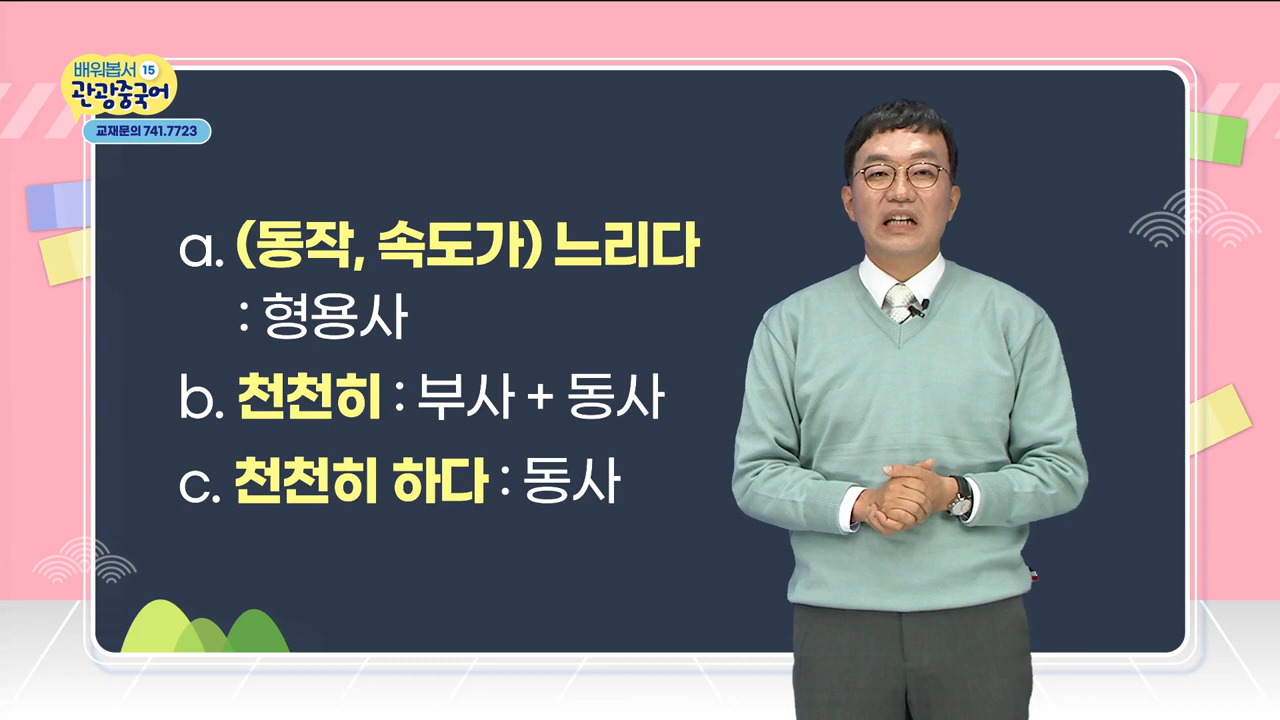 배워봅서 15
관광중국어
교재문의 741.7723
a. (동작, 속도가) 느리다
: 형용사
b. 천천히 : 부사 + 동사
c. 천천히 하다 : 동사